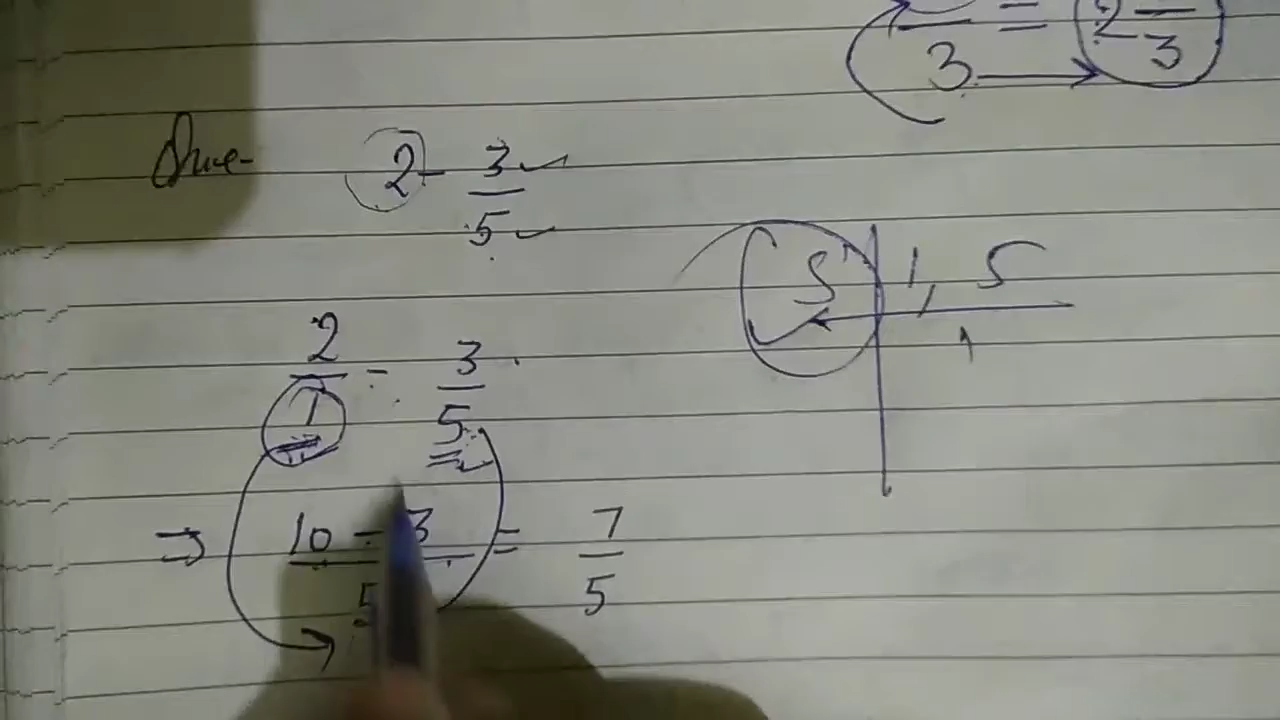 3 = 2 — 3
Que- 2 - 3/5
5 | 1, 5
2/1 - 3/5
⇒ 10 - 3 / 5 = 7/5